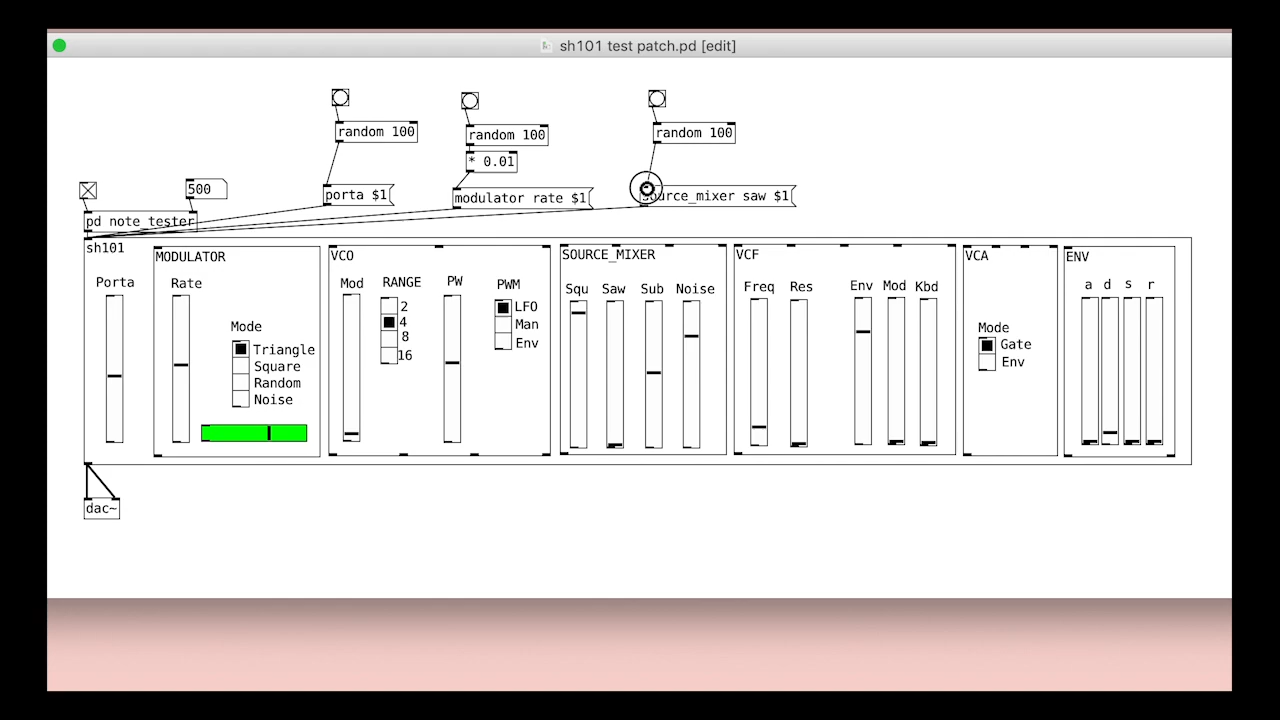 sh101 test patch.pd [edit]
random 100
random 100
random 100
* 0.01
500
porta $1
modulator rate $1
source_mixer saw $1
pd note tester
sh101
MODULATOR
VCO
SOURCE_MIXER
VCF
VCA
ENV
Porta
Rate
Mod
RANGE
PW
PWM
Squ
Saw
Sub
Noise
Freq
Res
Env
Mod
Kbd
a
d
s
r
2
4
8
16
LFO
Man
Env
Mode
Triangle
Square
Random
Noise
Mode
Gate
Env
dac~